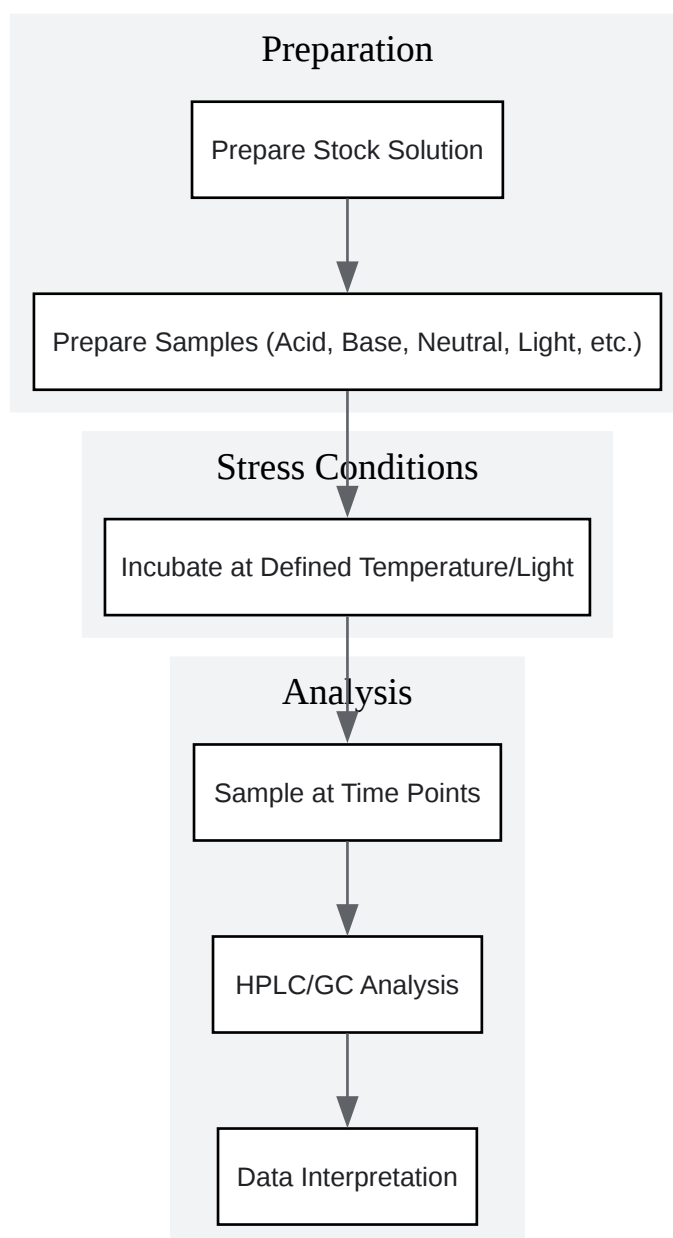 Preparation
Prepare Stock Solution
Prepare Samples (Acid, Base, Neutral, Light, etc.)
Stress Conditions
Incubate at Defined Temperature/Light
Analysis
Sample at Time Points
HPLC/GC Analysis
Data Interpretation